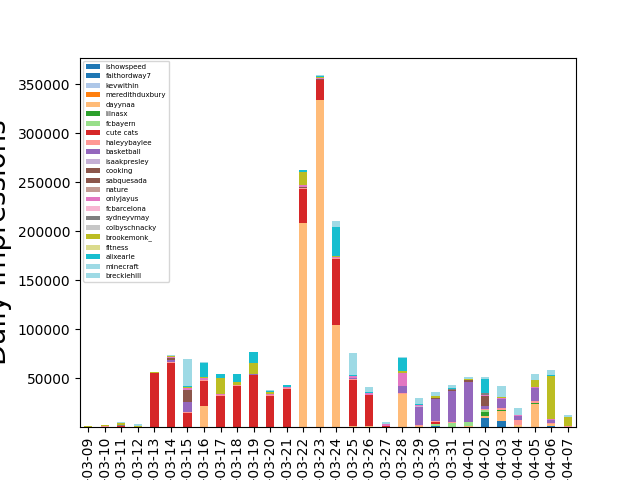 Daily Impressions
350000
300000
250000
200000
150000
100000
50000
ishowspeed
faithordway7
kevwithin
meredithduxbury
dayynaa
lilnasx
fcbayern
cute cats
haleyybaylee
basketball
isaakpresley
cooking
sabquesada
nature
onlyjayus
fcbarcelona
sydneyvmay
colbyschnacky
brookemonk_
fitness
alixearle
minecraft
breckiehill
03-09
03-10
03-11
03-12
03-13
03-14
03-15
03-16
03-17
03-18
03-19
03-20
03-21
03-22
03-23
03-24
03-25
03-26
03-27
03-28
03-29
03-30
03-31
04-01
04-02
04-03
04-04
04-05
04-06
04-07